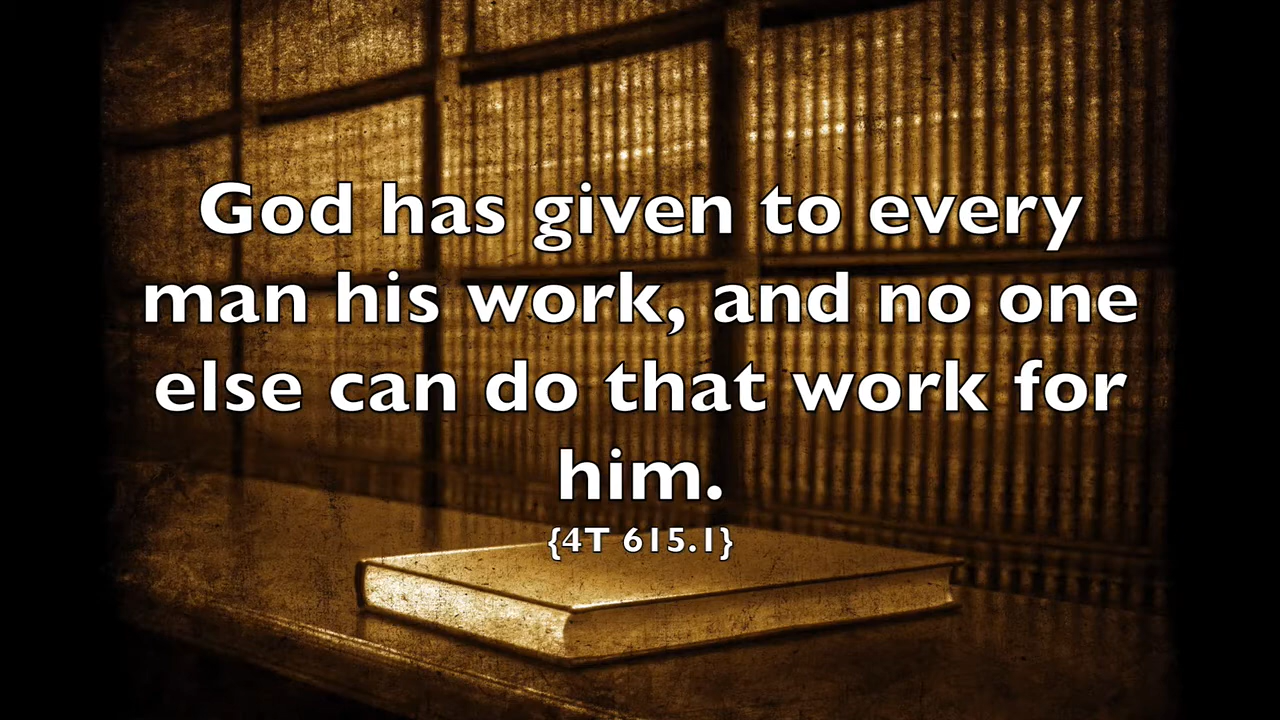 God has given to every
man his work, and no one
else can do that work for
him.
{4T 615.1}